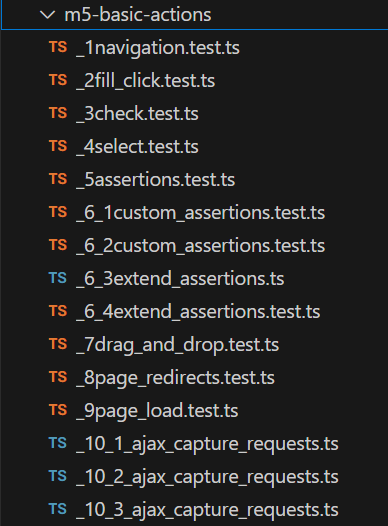 m5-basic-actions
TS _1navigation.test.ts
TS _2fill_click.test.ts
TS _3check.test.ts
TS _4select.test.ts
TS _5assertions.test.ts
TS _6_1custom_assertions.test.ts
TS _6_2custom_assertions.test.ts
TS _6_3extend_assertions.ts
TS _6_4extend_assertions.test.ts
TS _7drag_and_drop.test.ts
TS _8page_redirects.test.ts
TS _9page_load.test.ts
TS _10_1_ajax_capture_requests.ts
TS _10_2_ajax_capture_requests.ts
TS _10_3_ajax_capture_requests.ts